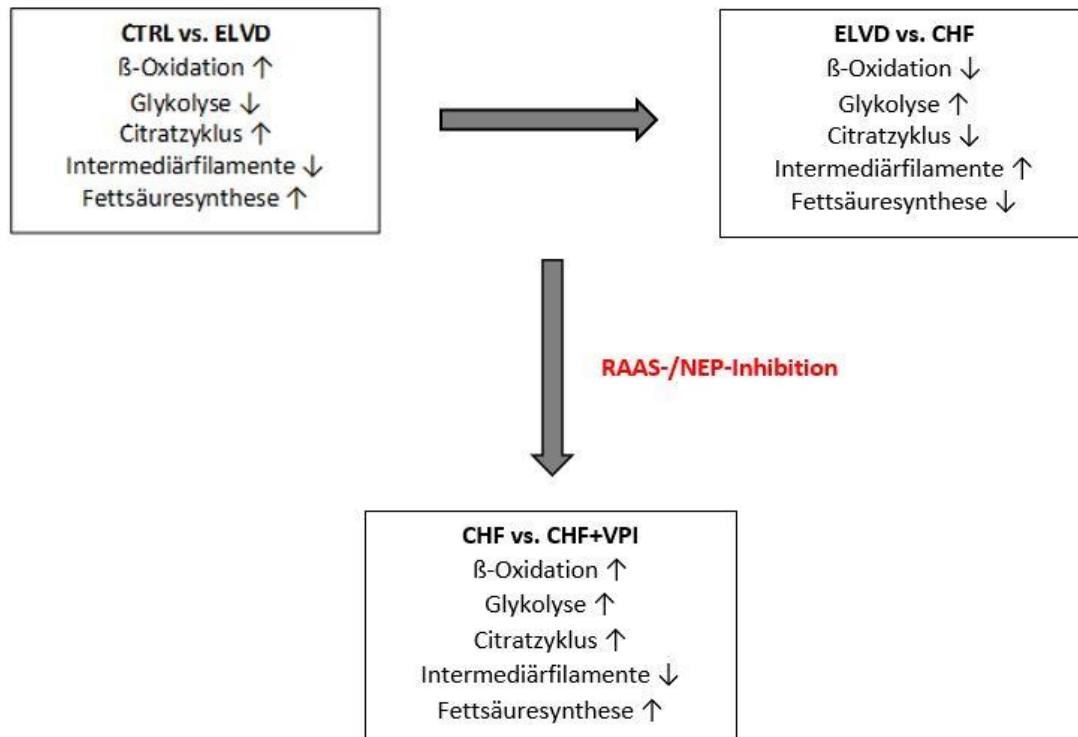 CTRL vs. ELVD
ß-Oxidation ↑
Glykolyse ↓
Citratzyklus ↑
Intermediärfilamente ↓
Fettsäuresynthese ↑
ELVD vs. CHF
ß-Oxidation ↓
Glykolyse ↑
Citratzyklus ↓
Intermediärfilamente ↑
Fettsäuresynthese ↓
RAAS-/NEP-Inhibition
CHF vs. CHF+VPI
ß-Oxidation ↑
Glykolyse ↑
Citratzyklus ↑
Intermediärfilamente ↓
Fettsäuresynthese ↑